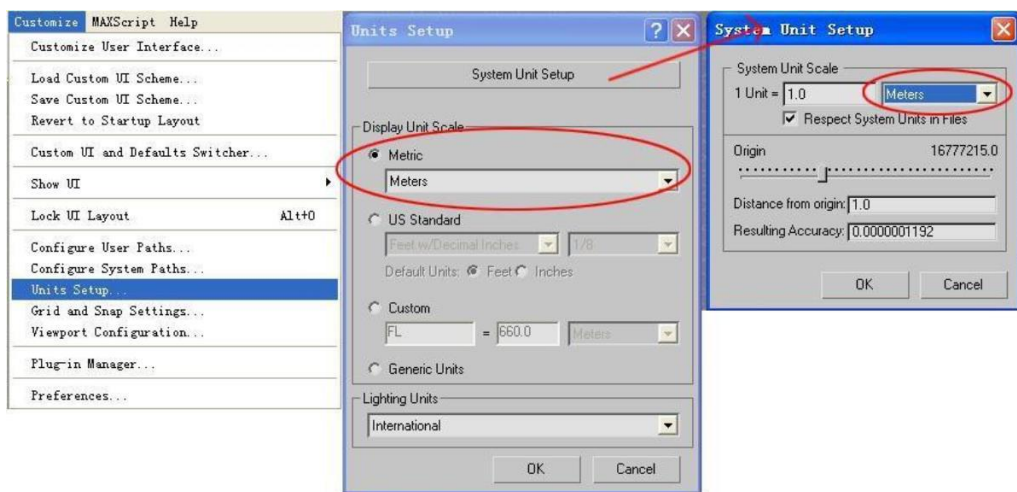 Customize MAXScript Help
Customize User Interface...
Load Custom UI Scheme...
Save Custom UI Scheme...
Revert to Startup Layout
Custom UI and Defaults Switcher...
Show UI
Lock UI Layout Alt+0
Configure User Paths...
Configure System Paths...
Units Setup...
Grid and Snap Settings...
Viewport Configuration...
Plug-in Manager...
Preferences...
Units Setup
System Unit Setup
Display Unit Scale
Metric
Meters
US Standard
Feet w/Decimal Inches 1/8
Default Units: Feet Inches
Custom
FL = 660.0 Meters
Generic Units
Lighting Units
International
OK Cancel
System Unit Setup
System Unit Scale
1 Unit = 1.0 Meters
Respect System Units in Files
Origin 16777215.0
Distance from origin: 1.0
Resulting Accuracy: 0.0000001192
OK Cancel